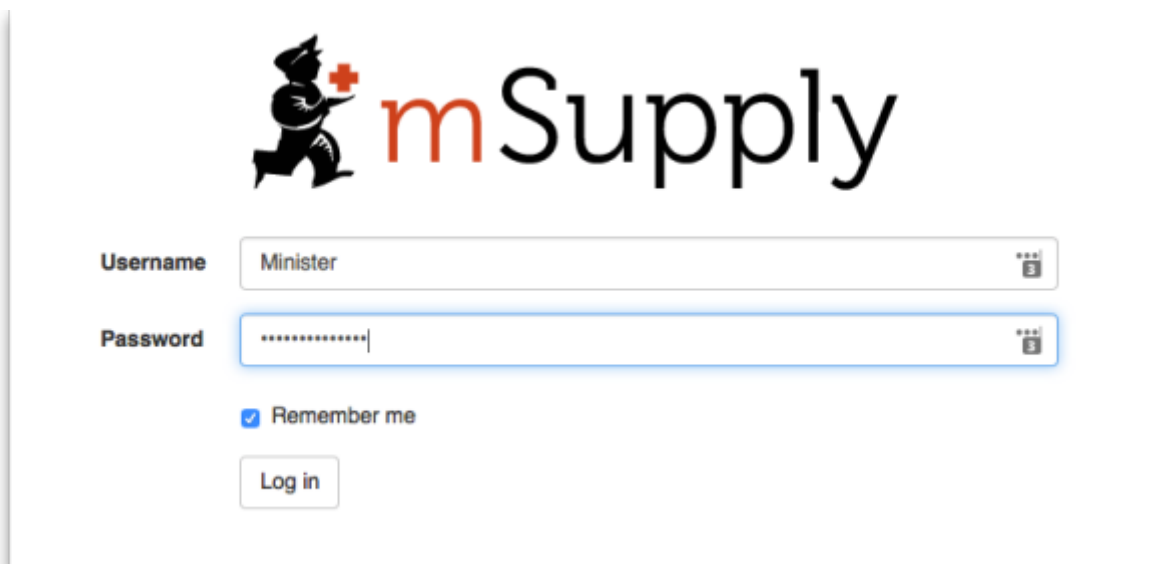 mSupply
Username Minister
Password ••••••••••••••
Remember me
Log in